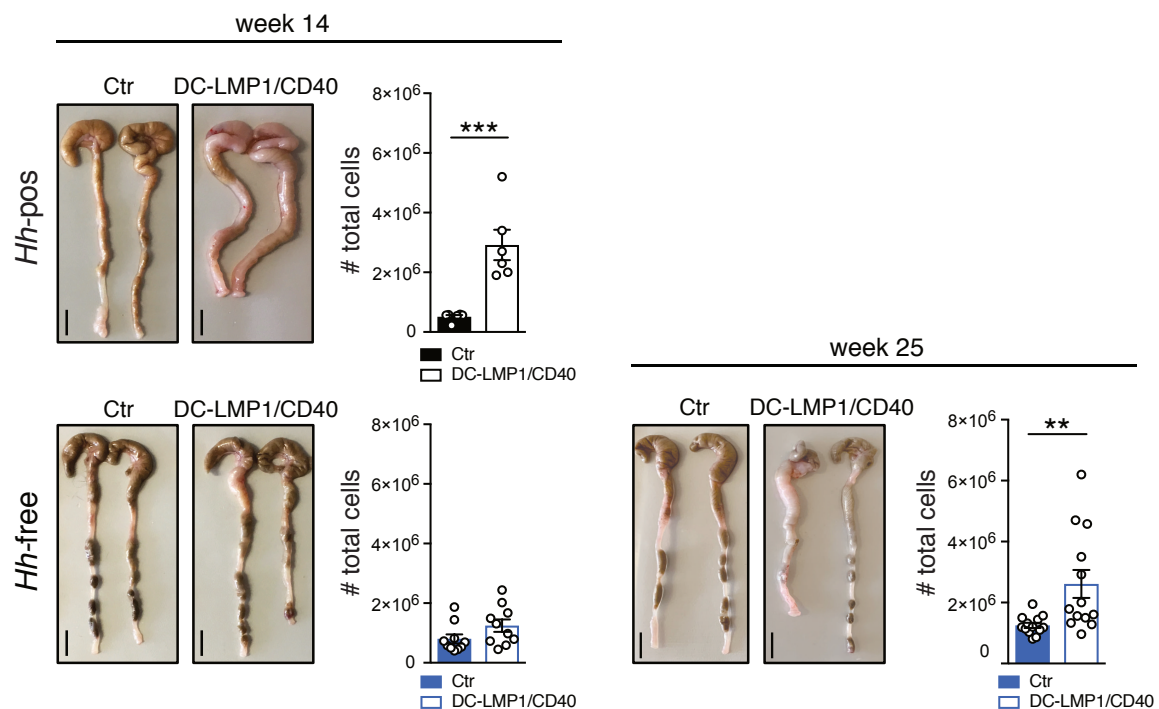 week 14
Ctr DC-LMP1/CD40
Hh-pos
# total cells
8×10⁶
6×10⁶
4×10⁶
2×10⁶
0
***
Ctr
DC-LMP1/CD40
Ctr DC-LMP1/CD40
Hh-free
# total cells
8×10⁶
6×10⁶
4×10⁶
2×10⁶
0
Ctr
DC-LMP1/CD40
week 25
Ctr DC-LMP1/CD40
# total cells
8×10⁶
6×10⁶
4×10⁶
2×10⁶
0
**
Ctr
DC-LMP1/CD40